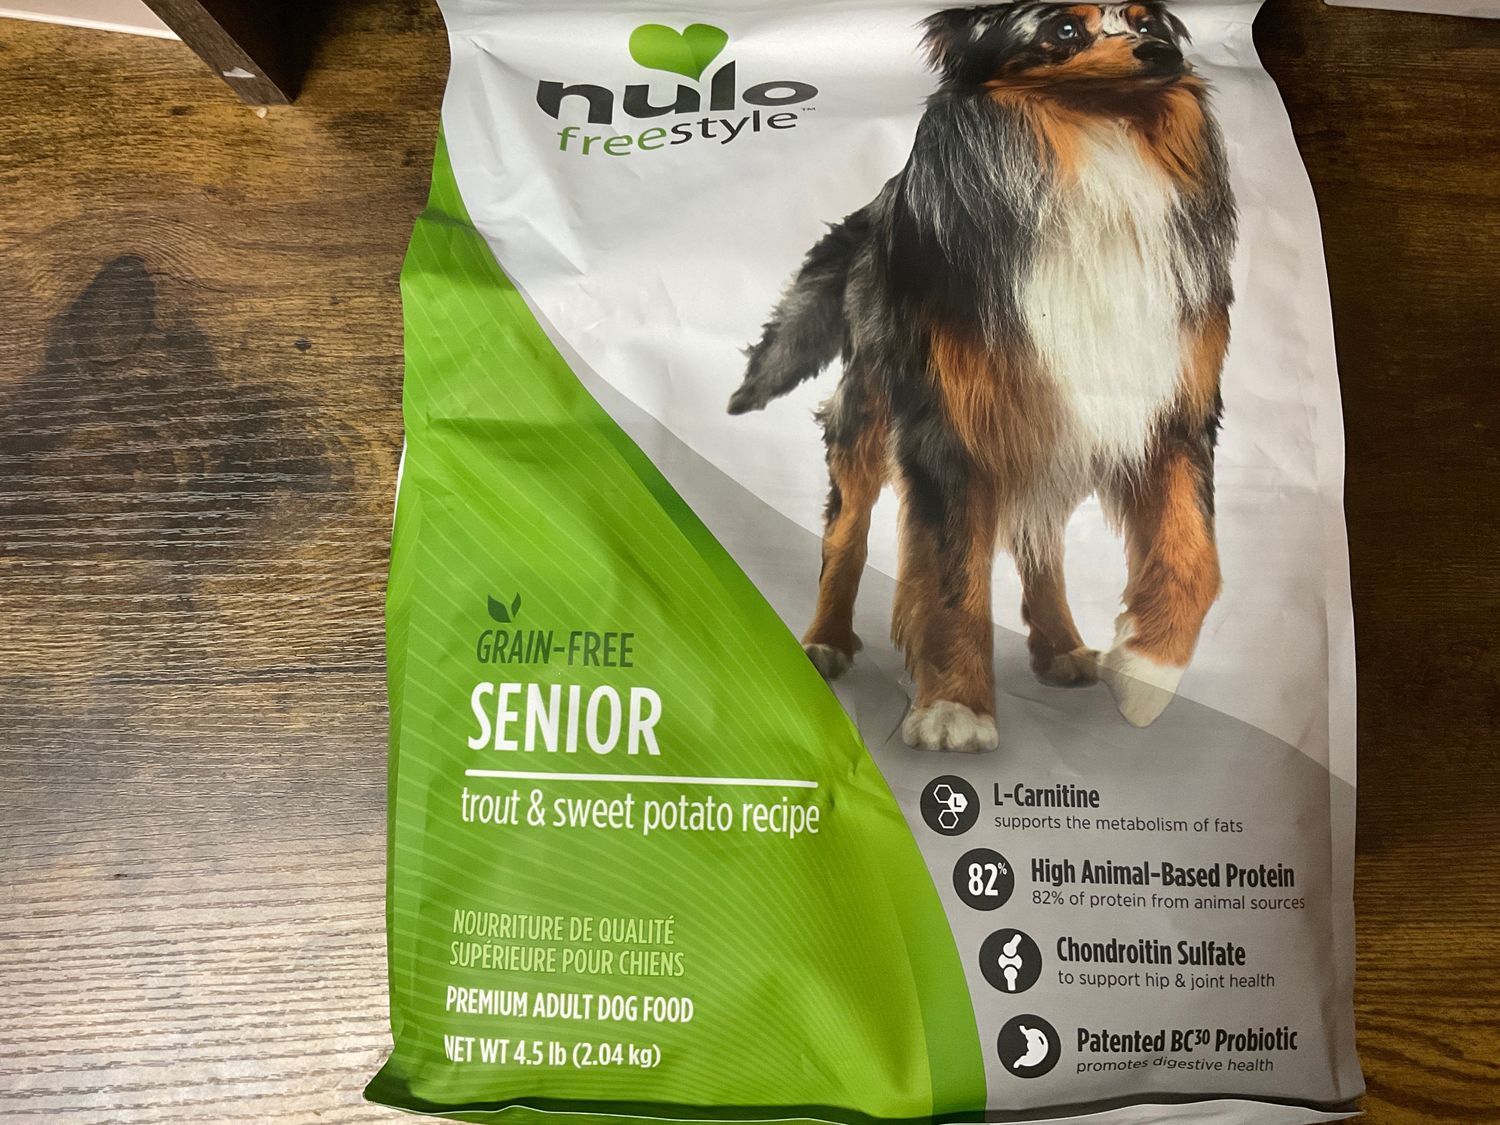 nulo
freestyle™
GRAIN-FREE
SENIOR
trout & sweet potato recipe
NOURRITURE DE QUALITÉ
SUPÉRIEURE POUR CHIENS
PREMIUM ADULT DOG FOOD
NET WT 4.5 lb (2.04 kg)
L
L-Carnitine
supports the metabolism of fats
82%
High Animal-Based Protein
82% of protein from animal sources
Chondroitin Sulfate
to support hip & joint health
Patented BC30 Probiotic
promotes digestive health